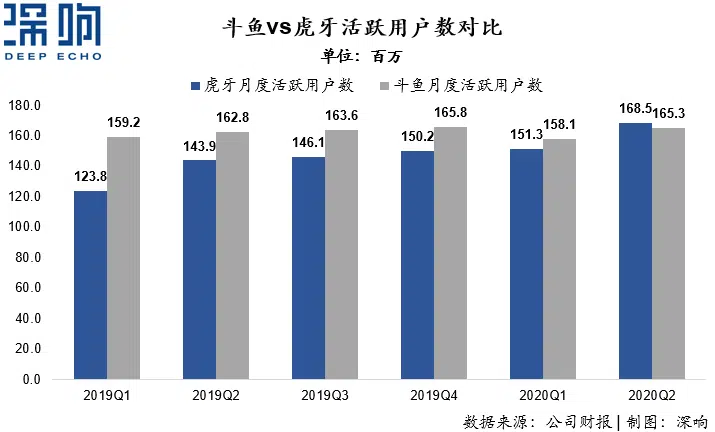 深响
DEEP ECHO
斗鱼vs虎牙活跃用户数对比
单位：百万
虎牙月度活跃用户数 斗鱼月度活跃用户数
180.0
160.0
140.0
120.0
100.0
80.0
60.0
40.0
20.0
0.0
123.8 159.2 143.9 162.8 146.1 163.6 150.2 165.8 151.3 158.1 168.5 165.3
2019Q1 2019Q2 2019Q3 2019Q4 2020Q1 2020Q2
数据来源：公司财报 | 制图：深响